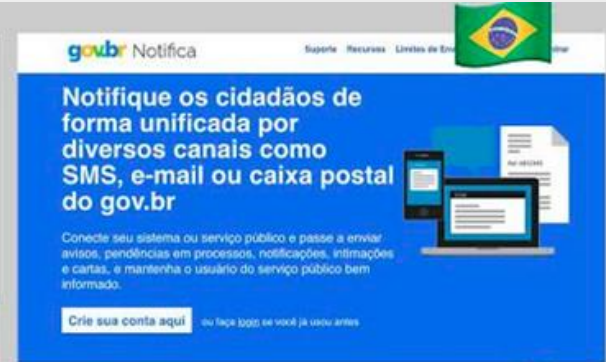 gov.br Notifica
Suporte Recursos Limites de
Notifique os cidadãos de
forma unificada por
diversos canais como
SMS, e-mail ou caixa postal
do gov.br
Conecte seu sistema ou serviço público e passe a enviar
avisos, pendências em processos, notificações, intimações
e cartas, e mantenha o usuário do serviço público bem
informado.
Crie sua conta aqui ou faça login se você já usou antes